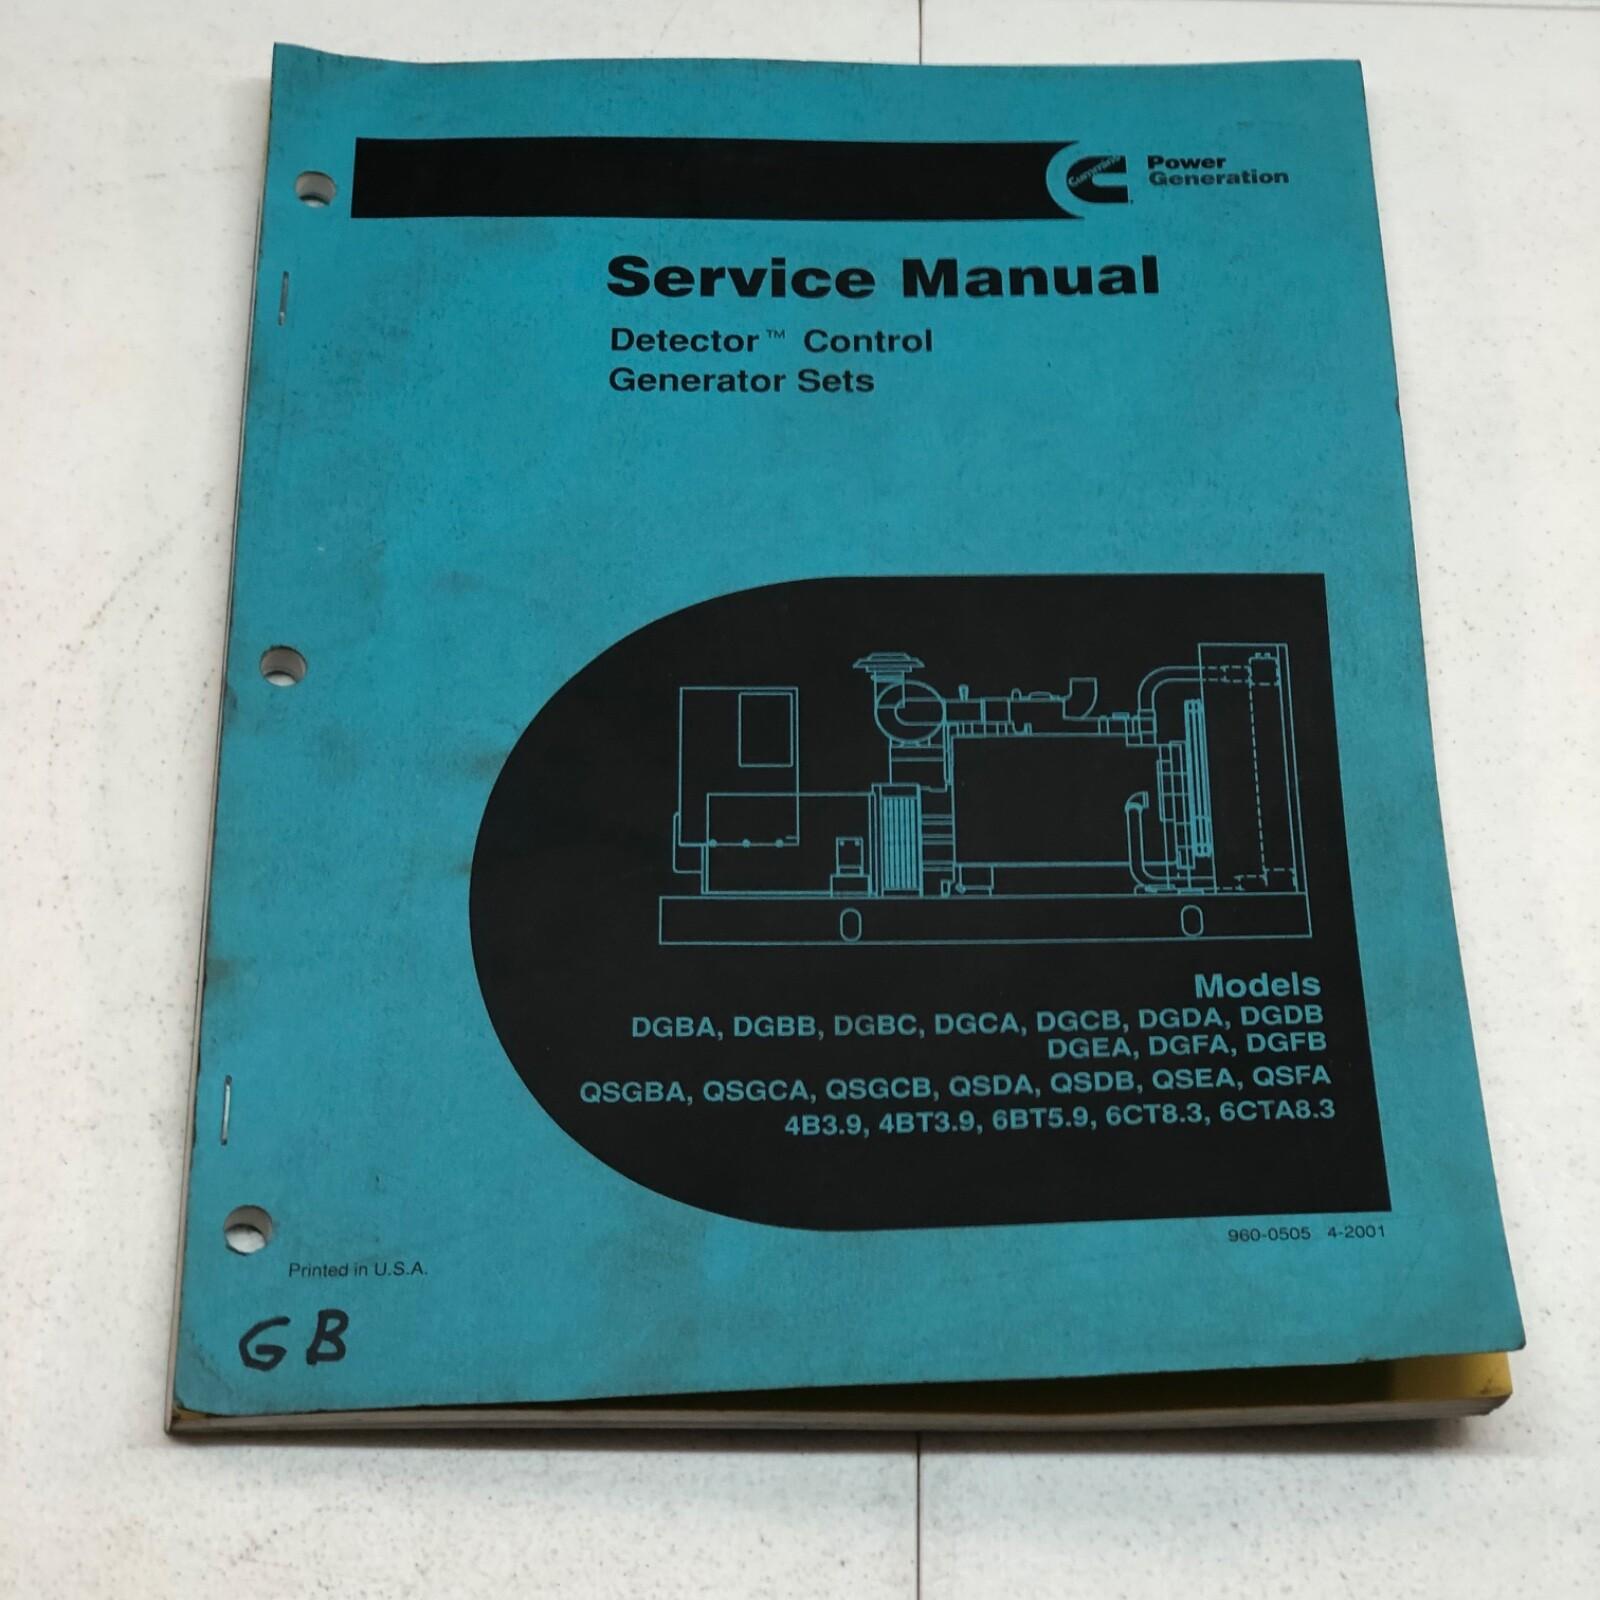 Cummins
Power
Generation
Service Manual
Detector™ Control
Generator Sets
Models
DGBA, DGBB, DGBC, DGCA, DGCB, DGDA, DGDB
DGEA, DGFA, DGFB
QSGBA, QSGCA, QSGCB, QSDA, QSDB, QSEA, QSFA
4B3.9, 4BT3.9, 6BT5.9, 6CT8.3, 6CTA8.3
960-0505 4-2001
Printed in U.S.A.
GB